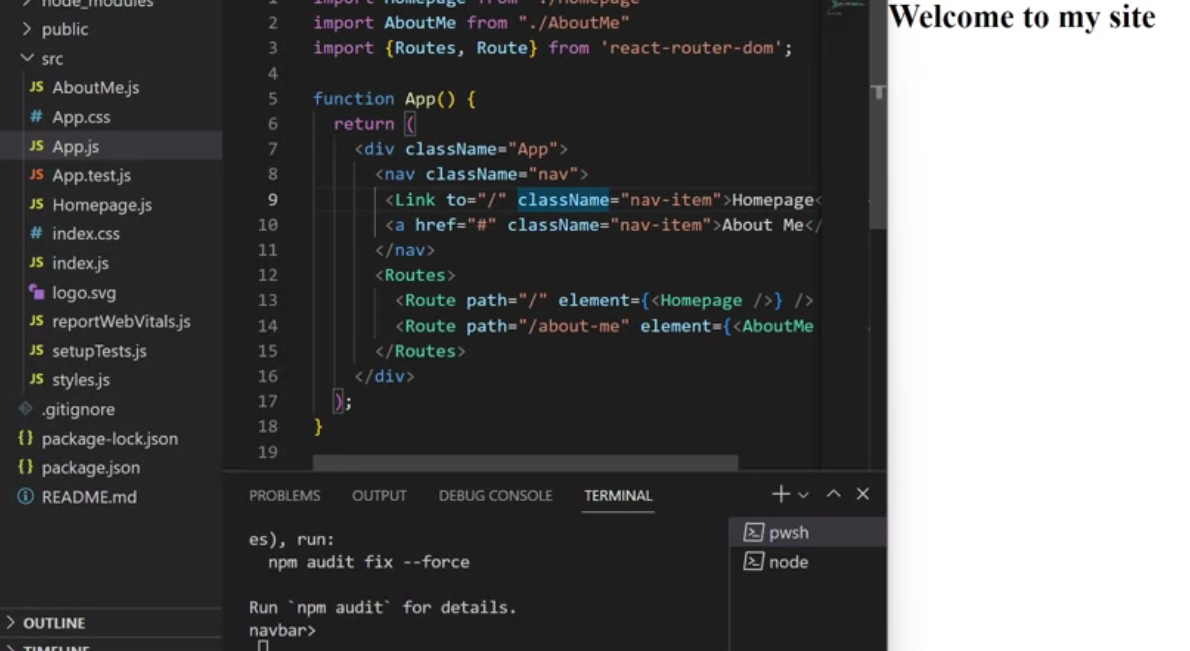 node_modules
public
src
JS AboutMe.js
# App.css
JS App.js
JS App.test.js
JS Homepage.js
# index.css
JS index.js
logo.svg
JS reportWebVitals.js
JS setupTests.js
JS styles.js
.gitignore
{} package-lock.json
{} package.json
README.md
OUTLINE
TIMELINE
1 import Homepage from "./Homepage"
2 import AboutMe from "./AboutMe"
3 import {Routes, Route} from 'react-router-dom';
4
5 function App() {
6 return (
7 <div className="App">
8 <nav className="nav">
9 <Link to="/" className="nav-item">Homepage<
10 <a href="#" className="nav-item">About Me</
11 </nav>
12 <Routes>
13 <Route path="/" element={<Homepage />} />
14 <Route path="/about-me" element={<AboutMe
15 </Routes>
16 </div>
17 );
18 }
19
PROBLEMS OUTPUT DEBUG CONSOLE TERMINAL
es), run:
npm audit fix --force
Run `npm audit` for details.
navbar>
pwsh
node
Welcome to my site